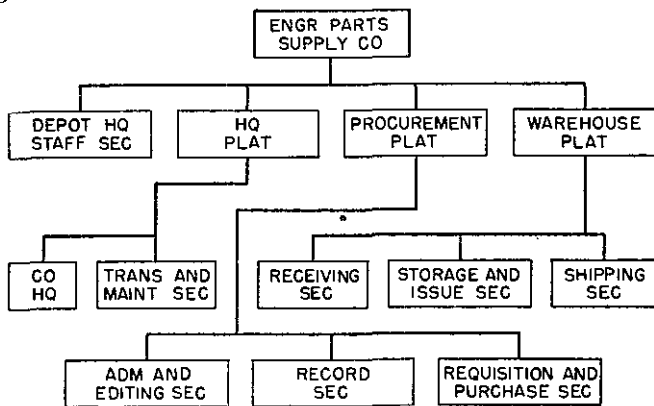 ENGR PARTS
SUPPLY CO
DEPOT HQ
STAFF SEC
HQ
PLAT
PROCUREMENT
PLAT
WAREHOUSE
PLAT
CO
HQ
TRANS AND
MAINT SEC
RECEIVING
SEC
STORAGE AND
ISSUE SEC
SHIPPING
SEC
ADM AND
EDITING SEC
RECORD
SEC
REQUISITION AND
PURCHASE SEC